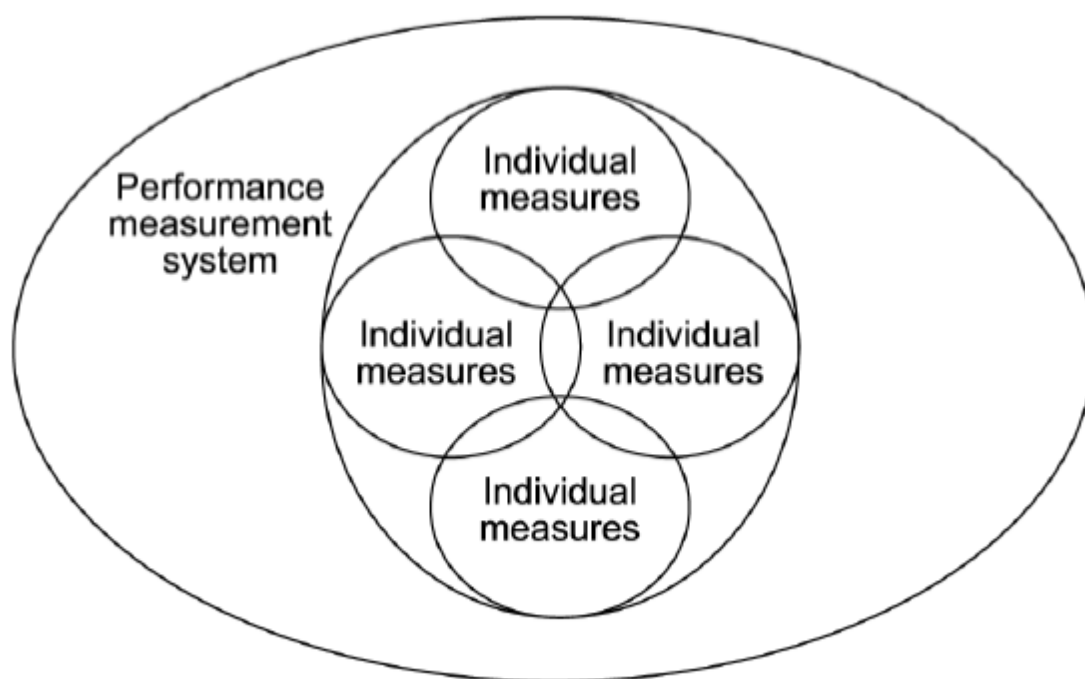 Individual
measures
Performance
measurement
system
Individual
measures
Individual
measures
Individual
measures